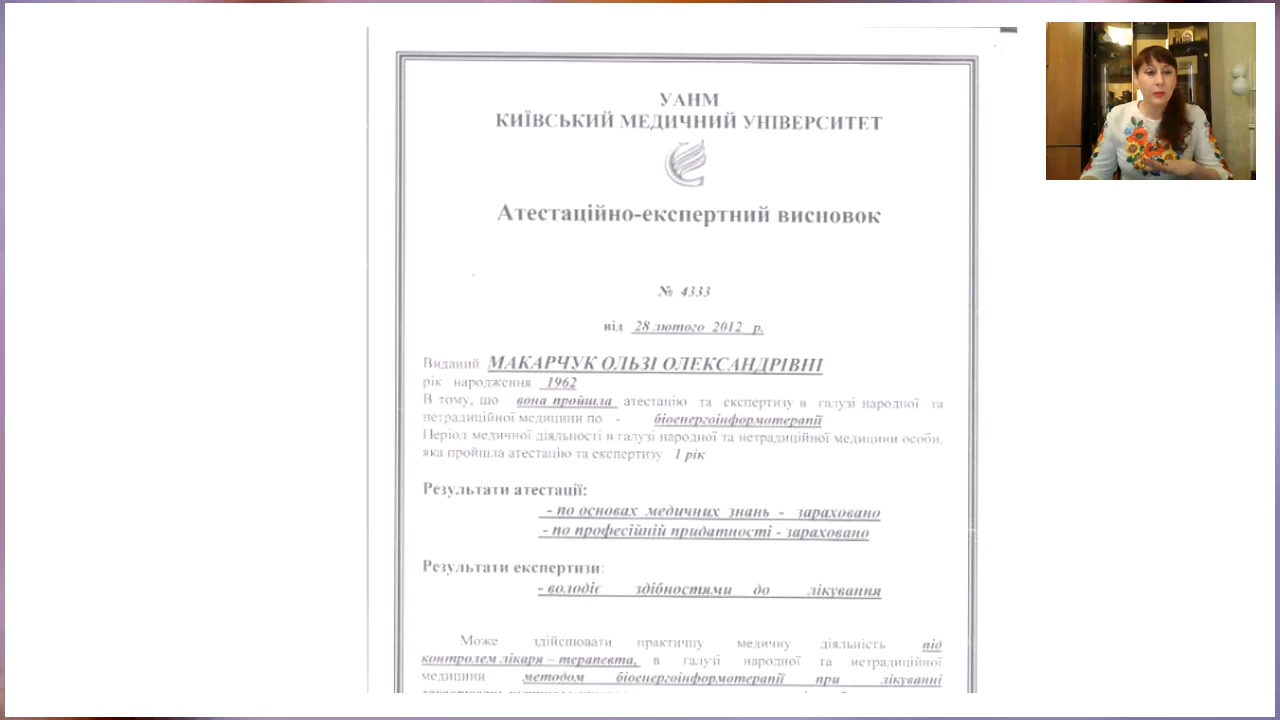 УАНМ
КИЇВСЬКИЙ МЕДИЧНИЙ УНІВЕРСИТЕТ
Атестаційно-експертний висновок
№ 4333
від 28 лютого 2012 р.
Виданий МАКАРЧУК ОЛЬЗІ ОЛЕКСАНДРІВНІ
рік народження 1962
В тому, що вона пройшла атестацію та експертизу в галузі народної та
нетрадиційної медицини по - біоенергоінформотерапії
Період медичної діяльності в галузі народної та нетрадиційної медицини особи,
яка пройшла атестацію та експертизу 1 рік.
Результати атестації:
- по основах медичних знань - зараховано
- по професійній придатності - зараховано
Результати експертизи:
- володіє здібностями до лікування
Може здійснювати практичну медичну діяльність під
контролем лікаря – терапевта, в галузі народної та нетрадиційної
медицини методом біоенергоінформотерапії при лікуванні